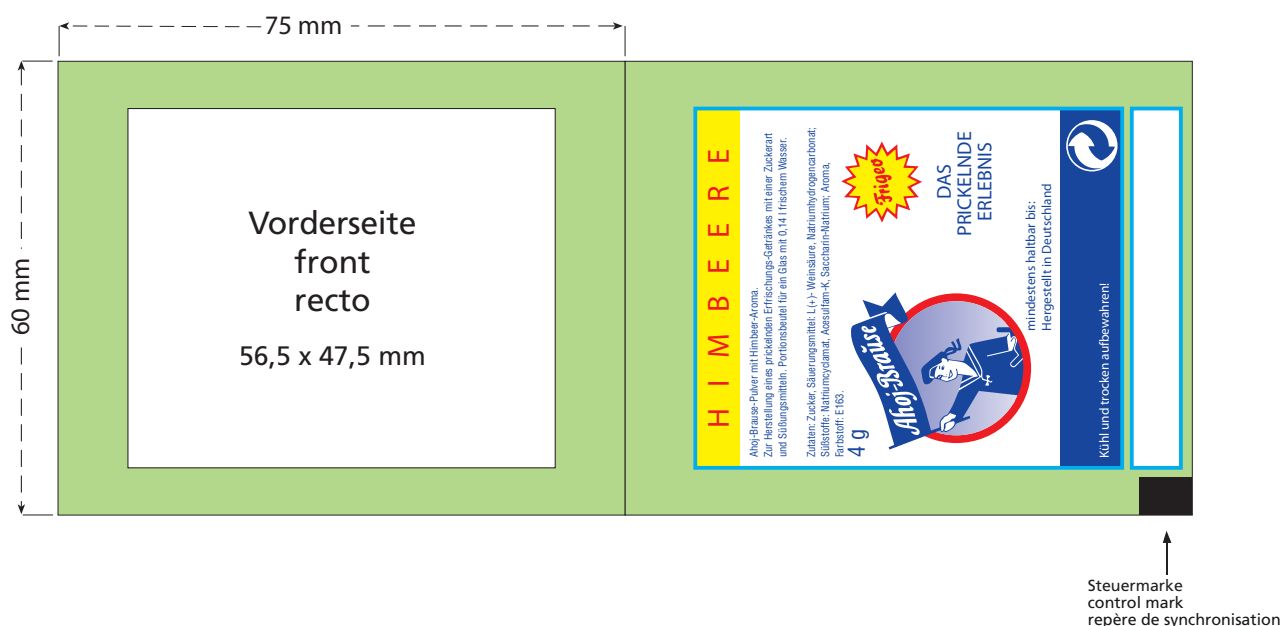 75 mm
60 mm
Vorderseite
front
recto
56,5 x 47,5 mm
HIMBEERE
Ahoj-Brause-Pulver mit Himbeer-Aroma.
Zur Herstellung eines prickelnden Erfrischungs-Getränkes mit einer Zuckerart
und Süßungsmitteln. Portionsbeutel für ein Glas mit 0,14 l frischem Wasser.
Zutaten: Zucker, Säuerungsmittel: L(+)- Weinsäure, Natriumhydrogencarbonat;
Süßstoffe: Natriumcyclamat, Acesulfam-K, Saccharin-Natrium; Aroma,
Farbstoff: E163.
4 g
Ahoj-Brause
Frigeo
DAS
PRICKELNDE
ERLEBNIS
mindestens haltbar bis:
Hergestellt in Deutschland
Kühl und trocken aufbewahren!
Steuermarke
control mark
repère de synchronisation